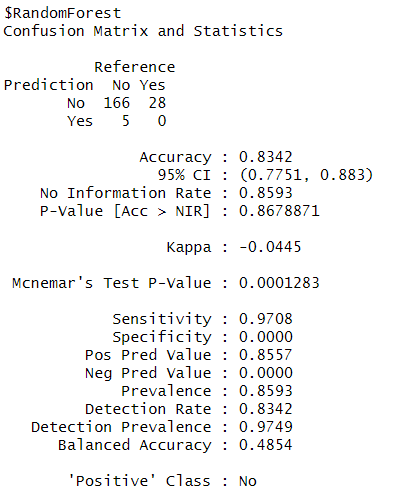 $RandomForest
Confusion Matrix and Statistics
Reference
Prediction No Yes
No 166 28
Yes 5 0
Accuracy : 0.8342
95% CI : (0.7751, 0.883)
No Information Rate : 0.8593
P-Value [Acc > NIR] : 0.8678871
Kappa : -0.0445
Mcnemar's Test P-Value : 0.0001283
Sensitivity : 0.9708
Specificity : 0.0000
Pos Pred Value : 0.8557
Neg Pred Value : 0.0000
Prevalence : 0.8593
Detection Rate : 0.8342
Detection Prevalence : 0.9749
Balanced Accuracy : 0.4854
'Positive' Class : No